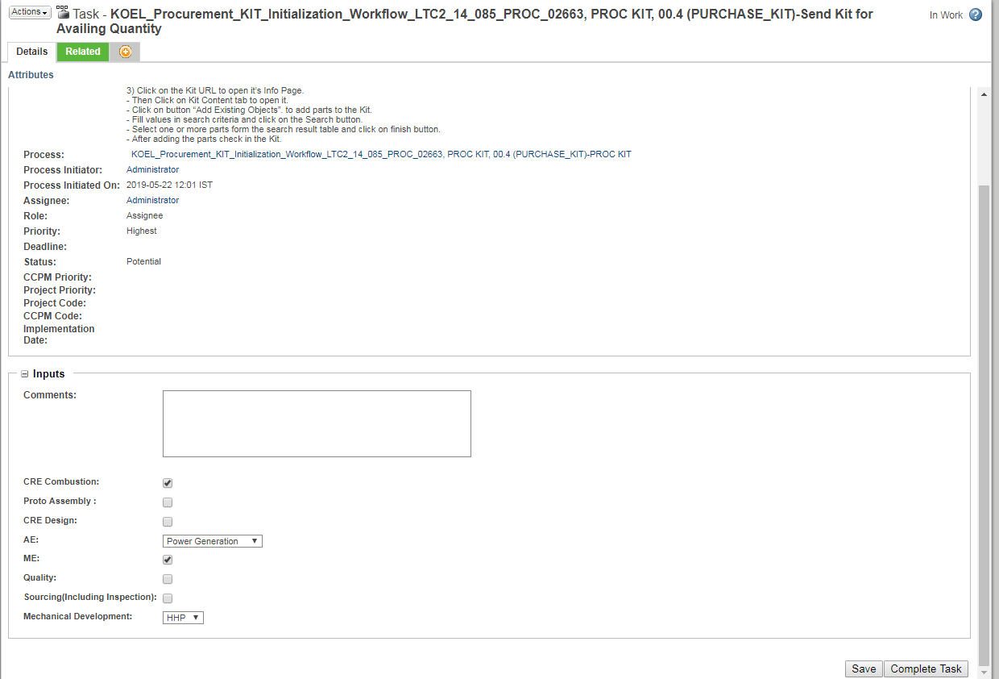 Actions
Task - KOEL_Procurement_KIT_Initialization_Workflow_LTC2_14_085_PROC_02663, PROC KIT, 00.4 (PURCHASE_KIT)-Send Kit for
Availing Quantity
In Work
Details
Related
Attributes
3) Click on the Kit URL to open it's Info Page.
- Then Click on Kit Content tab to open it.
- Click on button “Add Existing Objects”. to add parts to the Kit.
- Fill values in search criteria and click on the Search button.
- Select one or more parts form the search result table and click on finish button.
- After adding the parts check in the Kit.
Process: KOEL_Procurement_KIT_Initialization_Workflow_LTC2_14_085_PROC_02663, PROC KIT, 00.4 (PURCHASE_KIT)-PROC KIT
Process Initiator: Administrator
Process Initiated On: 2019-05-22 12:01 IST
Assignee: Administrator
Role: Assignee
Priority: Highest
Deadline:
Status: Potential
CCPM Priority:
Project Priority:
Project Code:
CCPM Code:
Implementation
Date:
Inputs
Comments:
CRE Combustion:
Proto Assembly :
CRE Design:
AE: Power Generation
ME:
Quality:
Sourcing(Including Inspection):
Mechanical Development: HHP
Save Complete Task